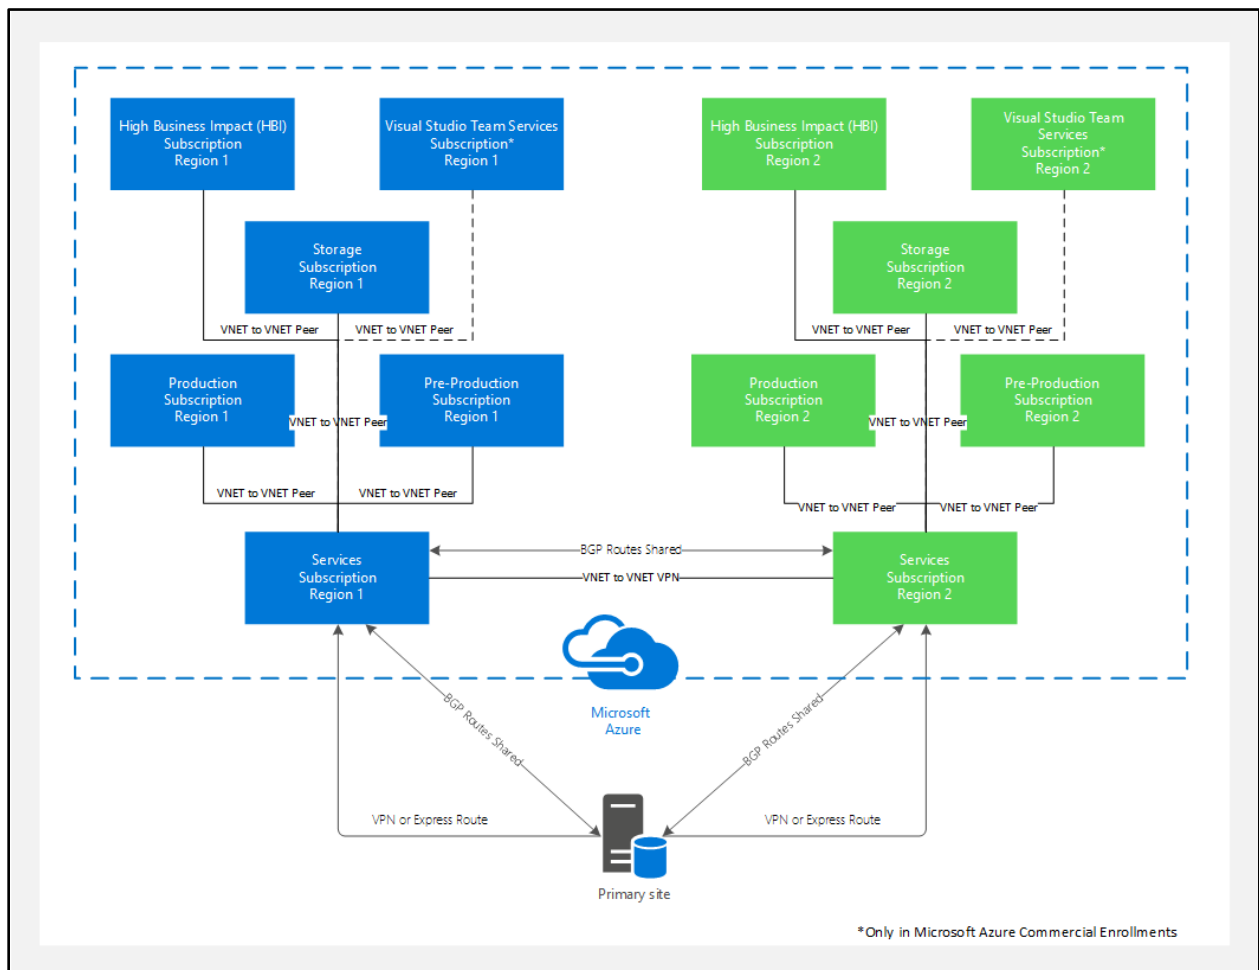 High Business Impact (HBI)
Subscription
Region 1
Visual Studio Team Services
Subscription*
Region 1
High Business Impact (HBI)
Subscription
Region 2
Visual Studio Team
Services
Subscription*
Region 2
Storage
Subscription
Region 1
Storage
Subscription
Region 2
VNET to VNET Peer
VNET to VNET Peer
VNET to VNET Peer
VNET to VNET Peer
Production
Subscription
Region 1
Pre-Production
Subscription
Region 1
Production
Subscription
Region 2
Pre-Production
Subscription
Region 2
VNET to VNET Peer
VNET to VNET Peer
VNET to VNET Peer
VNET to VNET Peer
VNET to VNET Peer
VNET to VNET Peer
Services
Subscription
Region 1
BGP Routes Shared
VNET to VNET VPN
Services
Subscription
Region 2
Microsoft
Azure
BGP Routes Shared
BGP Routes Shared
VPN or Express Route
VPN or Express Route
Primary site
*Only in Microsoft Azure Commercial Enrollments